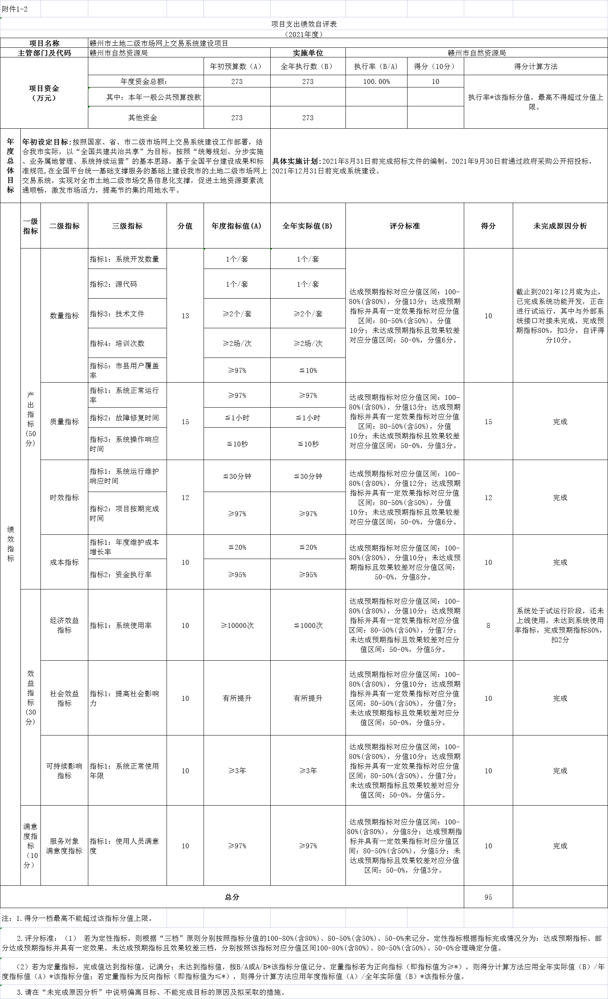 附件1-2
项目支出绩效自评表
（2021年度）
项目名称 赣州市土地二级市场网上交易系统建设项目
主管部门及代码 赣州市自然资源局 实施单位 赣州市自然资源局
项目资金
（万元）
年初预算数（A） 全年执行数（B） 执行率（B/A） 得分（10分） 得分计算方法
年度资金总额： 273 273 100.00% 10
执行率*该指标分值，最高不得超过分值上
限。
其中：本年一般公共预算拨款
其他资金 273 273
年
度
总
体
目
标
年初设定目标:按照国家、省、市二级市场网上交易系统建设工作部署，结
合我市实际，以“全国共建共治共享”为目标，按照“统筹规划、分步实施
、业务属地管理、系统持续运营”的基本思路，基于全国平台建设成果和标
准规范,在全国平台统一基础支撑服务的基础上建设我市的土地二级市场网上
交易系统，实现对全市土地二级市场交易信息化支撑，促进土地资源要素流
通顺畅，激发市场活力，提高节约集约用地水平。
具体实施计划:2021年8月31日前完成招标文件的编制，2021年9月30日前通过政府采购公开招投标，
2021年12月31日前完成系统建设。
绩
效
指
标
一级
指标
二级指标 三级指标 分值 年度指标值(A) 全年实际值(B) 评分标准 得分 未完成原因分析
产
出
指
标
(50
分)
数量指标
指标1：系统开发数量
13
1个/套 1个/套
指标2：源代码 1个/套 1个/套
指标3：技术文件 ≥2个/套 ≥2个/套
指标4：培训次数 ≥2场/次 ≥2场/次
指标5：市县用户覆盖
率
≥97% ≦10%
达成预期指标对应分值区间：100-
80%(含80%)，分值13分；达成预期
指标并具有一定效果指标对应分值
区间：80-50%(含50%)，分值
10分；未达成预期指标且效果较差
对应分值区间：50-0%，分值6分。
10
截止到2021年12月底为止，
已完成系统功能开发，正在
进行试运行，其中与外部系
统接口对接未完成，完成预
期指标80%，扣3分，自评得
分10分。
质量指标
指标1：系统正常运行
率
15
≥97% ≥97%
指标2：故障修复时间 ≦1小时 ≦1小时
指标3：系统操作响应
时间
≦10秒 ≦10秒
达成预期指标对应分值区间：100-
80%(含80%)，分值13分；达成预期
指标并具有一定效果指标对应分值
区间：80-50%(含50%)，分值
10分；未达成预期指标且效果较差
对应分值区间：50-0%，分值3分。
15 完成
时效指标
指标1：系统运行维护
响应时间
12
≦30分钟 ≦30分钟
指标2：项目按期完成
时间
≥97% ≥97%
达成预期指标对应分值区间：100-
80%(含80%)，分值12分；达成预期
指标并具有一定效果指标对应分值
区间：80-50%(含50%)，分值
10分；未达成预期指标且效果较差
对应分值区间：50-0%，分值6分。
12 完成
成本指标
指标1：年度维护成本
增长率
10
≦20% ≦20%
指标2：资金执行率 ≥95% ≥95%
达成预期指标对应分值区间：100-
80%(含80%)，分值10分；未达成预
期指标且效果较差对应分值区间：
50-0%，分值8分。
10 完成
效
益
指
标
(30
分)
经济效益
指标
指标1：系统使用率 10 ≥10000次 ≦1000次
达成预期指标对应分值区间：100-
80%(含80%)，分值10分；达成预期
指标并具有一定效果指标对应分值
区间：80-50%(含50%)，分值7分；
未达成预期指标且效果较差对应分
值区间：50-0%，分值5分。
8
系统处于试运行阶段，还未
上线使用，未达到系统使用
率指标，完成预期指标80%，
扣2分
社会效益
指标
指标1：提高社会影响
力
10 有所提升 有所提升
达成预期指标对应分值区间：100-
80%(含80%)，分值10分；达成预期
指标并具有一定效果指标对应分值
区间：80-50%(含50%)，分值7分；
未达成预期指标且效果较差对应分
值区间：50-0%，分值5分。
10 完成
可持续影响
指标
指标1：系统正常使用
年限
10 ≥3年 ≥3年
达成预期指标对应分值区间：100-
80%(含80%)，分值10分；达成预期
指标并具有一定效果指标对应分值
区间：80-50%(含50%)，分值7分；
未达成预期指标且效果较差对应分
值区间：50-0%，分值5分。
10 完成
满意
度指
标
（10
分）
服务对象
满意度指标
指标1：使用人员满意
度
10 ≥97% ≥97%
达成预期指标对应分值区间：100-
80%(含80%)，分值8分；达成预期指
标并具有一定效果指标对应分值区
间：80-50%(含50%)，分值5分；未
达成预期指标且效果较差对应分值
区间：50-0%，分值3分。
10 完成
总分 95
注：1.得分一档最高不能超过该指标分值上限。
2.评分标准：（1） 若为定性指标，则根据“三档”原则分别按照指标分值的100-80%(含80%)、80-50%(含50%)、50-0%来记分。定性指标根据指标完成情况分为：达成预期指标、部
分达成预期指标并具有一定效果、未达成预期指标且效果较差三档，分别按照该指标对应分值区间100-80%(含80%)、80-50%(含50%)、50-0%合理确定分值。
（2）若为定量指标，完成值达到指标值，记满分；未达到指标值，按B/A或A/B*该指标分值记分。定量指标若为正向指标（即指标值为≥*），则得分计算方法应用全年实际值（B）/年
度指标值（A）*该指标分值；若定量指标为反向指标（即指标值为≤*），则得分计算方法应用年度指标值（A）/全年实际值（B）*该指标分值。
3.请在“未完成原因分析”中说明偏离目标、不能完成目标的原因及拟采取的措施。